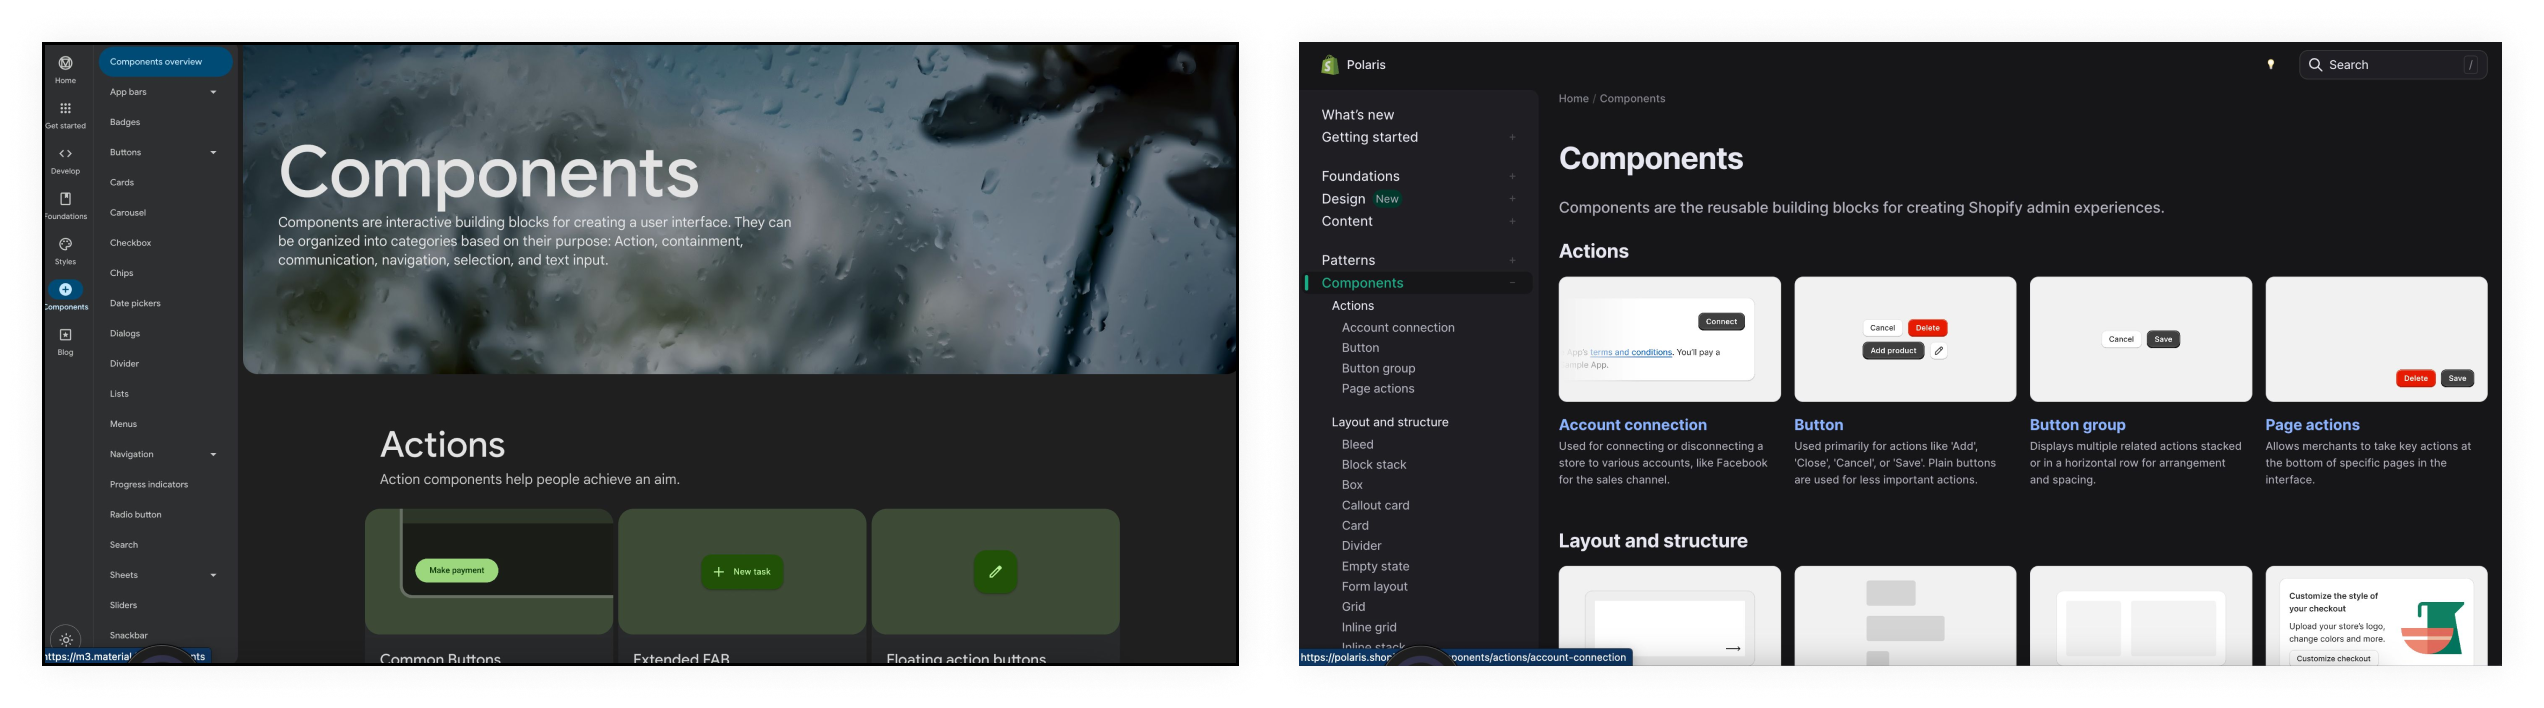 Home
Get started
Develop
Foundations
Styles
Components
Blog
Components overview
App bars
Badges
Buttons
Cards
Carousel
Checkbox
Chips
Date pickers
Dialogs
Divider
Lists
Menus
Navigation
Progress indicators
Radio button
Search
Sheets
Sliders
Snackbar
Components
Components are interactive building blocks for creating a user interface. They can
be organized into categories based on their purpose: Action, containment,
communication, navigation, selection, and text input.
Actions
Action components help people achieve an aim.
Make payment
New task
Common Buttons
Extended FAB
Floating action buttons
https://m3.material
nts
Polaris
Search
/
What's new
Getting started
Foundations
Design New
Content
Patterns
Components
Actions
Account connection
Button
Button group
Page actions
Layout and structure
Bleed
Block stack
Box
Callout card
Card
Divider
Empty state
Form layout
Grid
Inline grid
Inline stack
Home / Components
Components
Components are the reusable building blocks for creating Shopify admin experiences.
Actions
Connect
App's terms and conditions. You'll pay a
mple App.
Account connection
Used for connecting or disconnecting a
store to various accounts, like Facebook
for the sales channel.
Cancel Delete
Add product
Button
Used primarily for actions like 'Add',
'Close', 'Cancel', or 'Save'. Plain buttons
are used for less important actions.
Cancel Save
Button group
Displays multiple related actions stacked
or in a horizontal row for arrangement
and spacing.
Delete Save
Page actions
Allows merchants to take key actions at
the bottom of specific pages in the
interface.
Layout and structure
Customize the style of
your checkout
Upload your store's logo,
change colors and more.
Customize checkout
https://polaris.shop
ponents/actions/account-connection